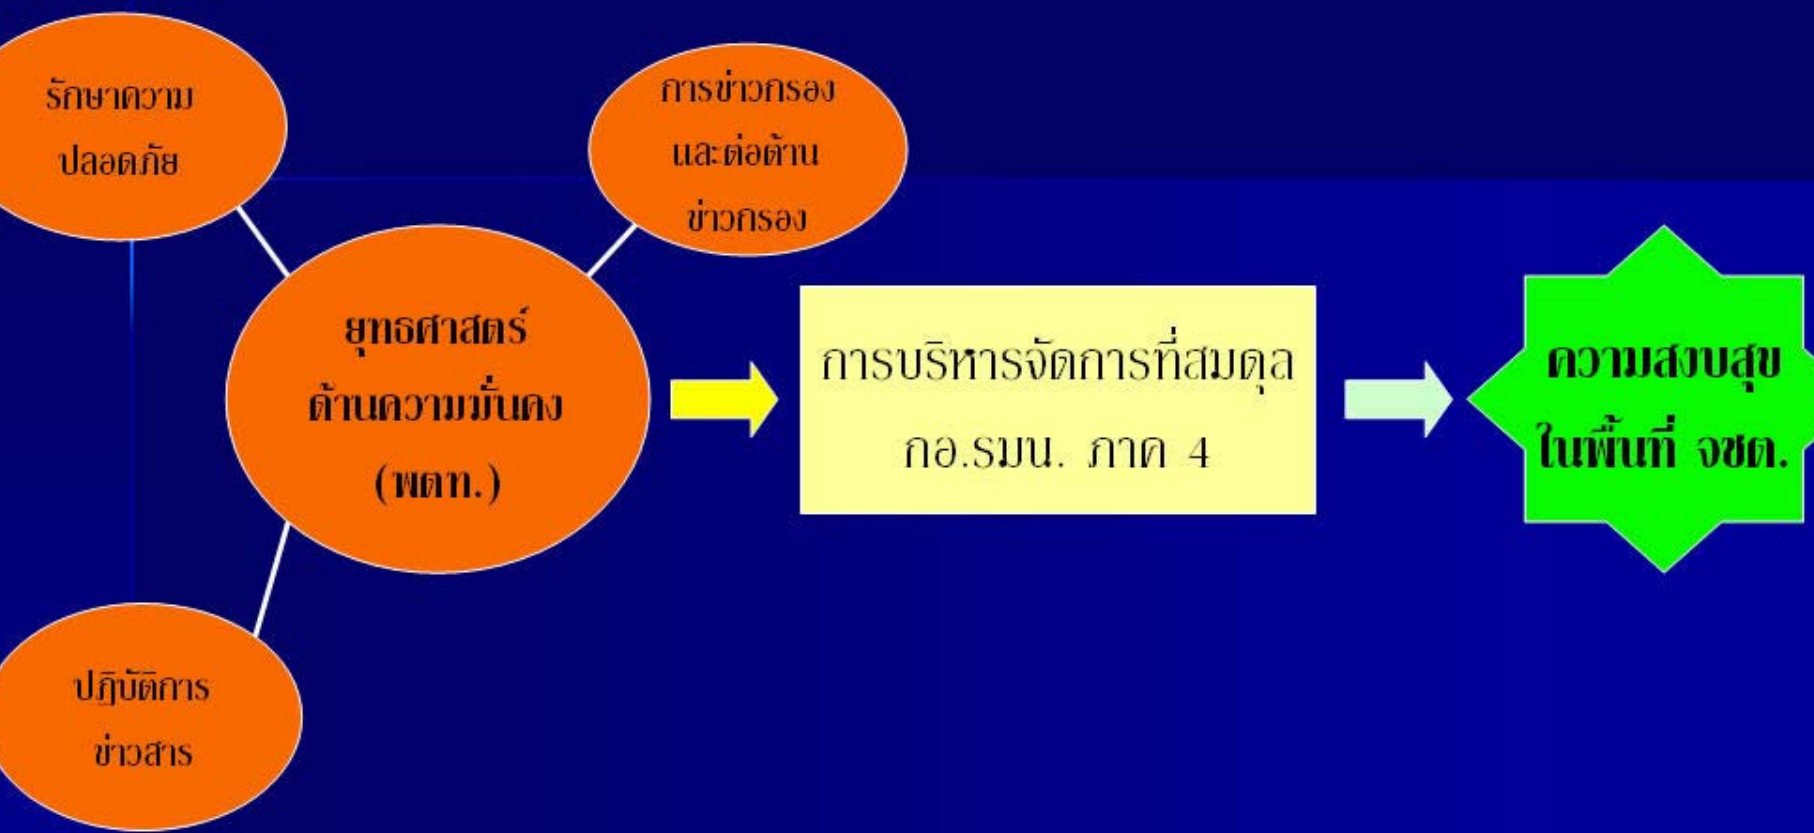 รักษาความ
ปลอดภัย
การข่าวกรอง
และต่อต้าน
ข่าวกรอง
ยุทธศาสตร์
ด้านความมั่นคง
(พตท.)
การบริหารจัดการที่สมดุล
กอ.รมน. ภาค 4
ความสงบสุข
ในพื้นที่ จชต.
ปฏิบัติการ
ข่าวสาร